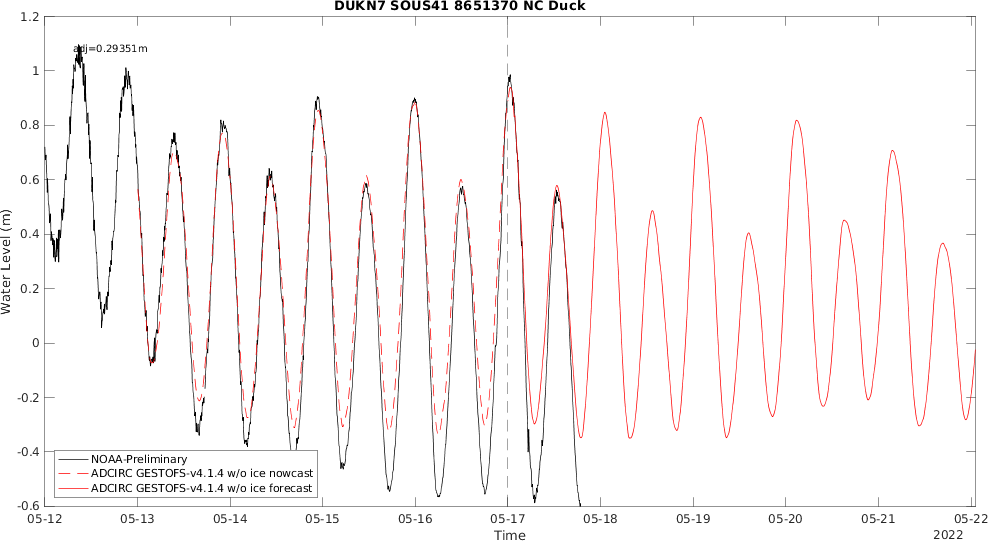 DUKN7 SOUS41 8651370 NC Duck
1.2
adj=0.29351m
1
0.8
0.6
0.4
0.2
0
-0.2
-0.4
-0.6
Water Level (m)
NOAA-Preliminary
ADCIRC GESTOFS-v4.1.4 w/o ice nowcast
ADCIRC GESTOFS-v4.1.4 w/o ice forecast
05-12 05-13 05-14 05-15 05-16 05-17 05-18 05-19 05-20 05-21 05-22
Time
2022